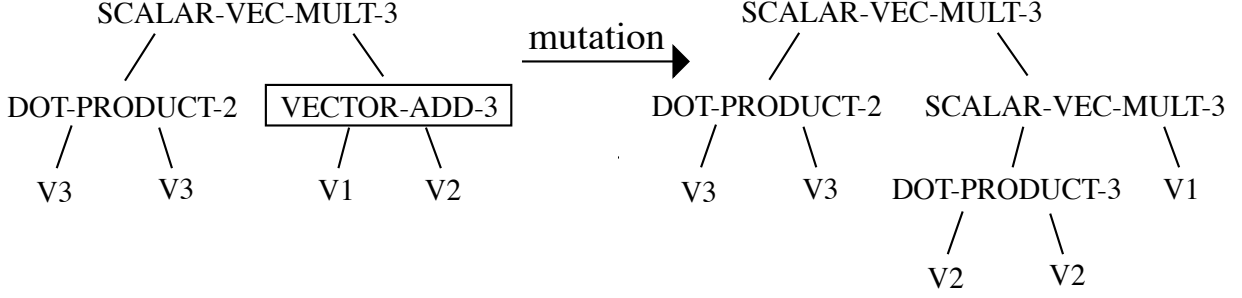 SCALAR-VEC-MULT-3 SCALAR-VEC-MULT-3
mutation
DOT-PRODUCT-2 VECTOR-ADD-3 DOT-PRODUCT-2 SCALAR-VEC-MULT-3
V3 V3 V1 V2 V3 V3 DOT-PRODUCT-3 V1
V2 V2